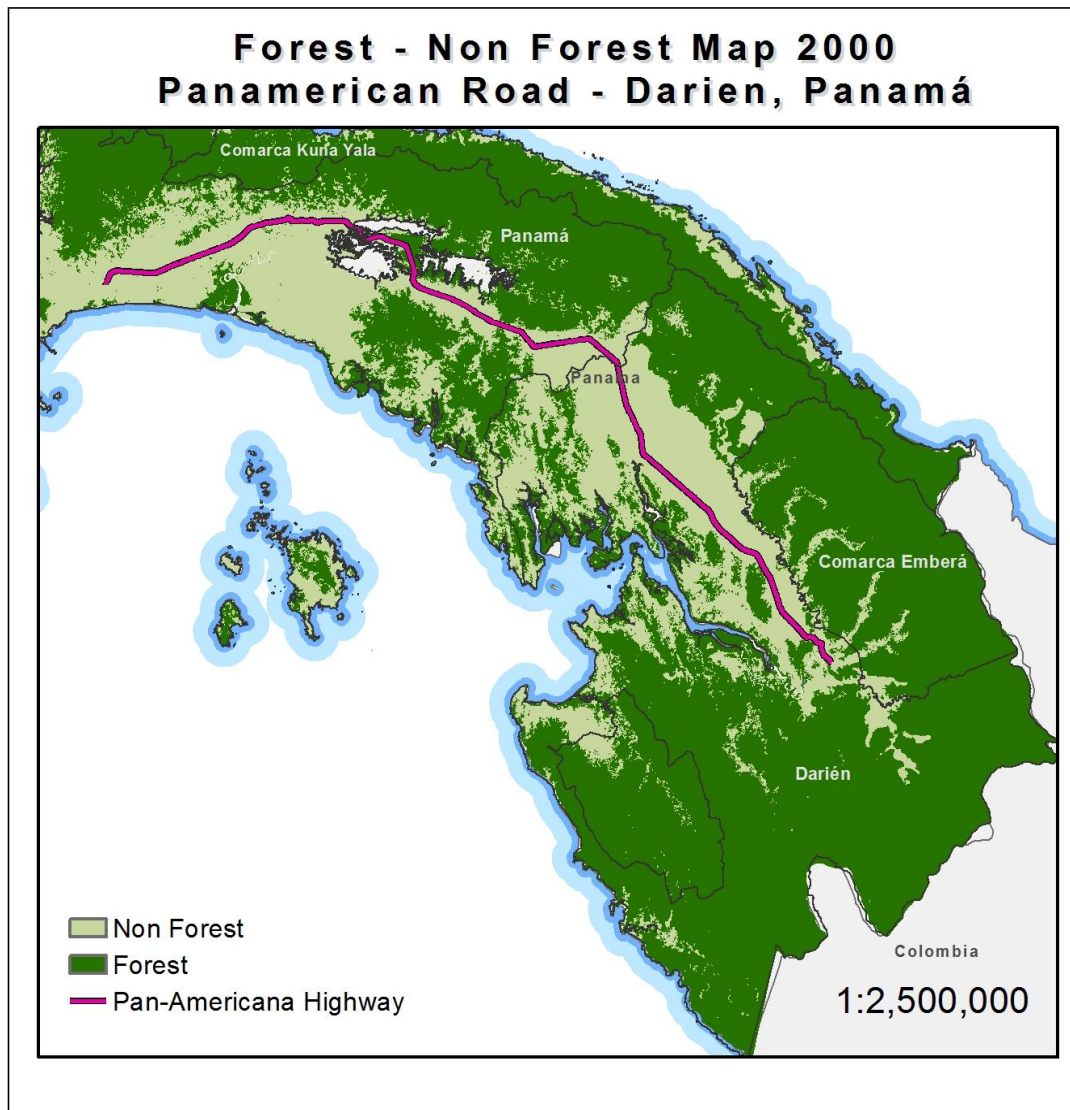 Forest - Non Forest Map 2000
Panamerican Road - Darien, Panamá
Comarca Kuna Yala
Panamá
Panama
Comarca Emberá
Darién
Non Forest
Forest
Pan-Americana Highway
Colombia
1:2,500,000